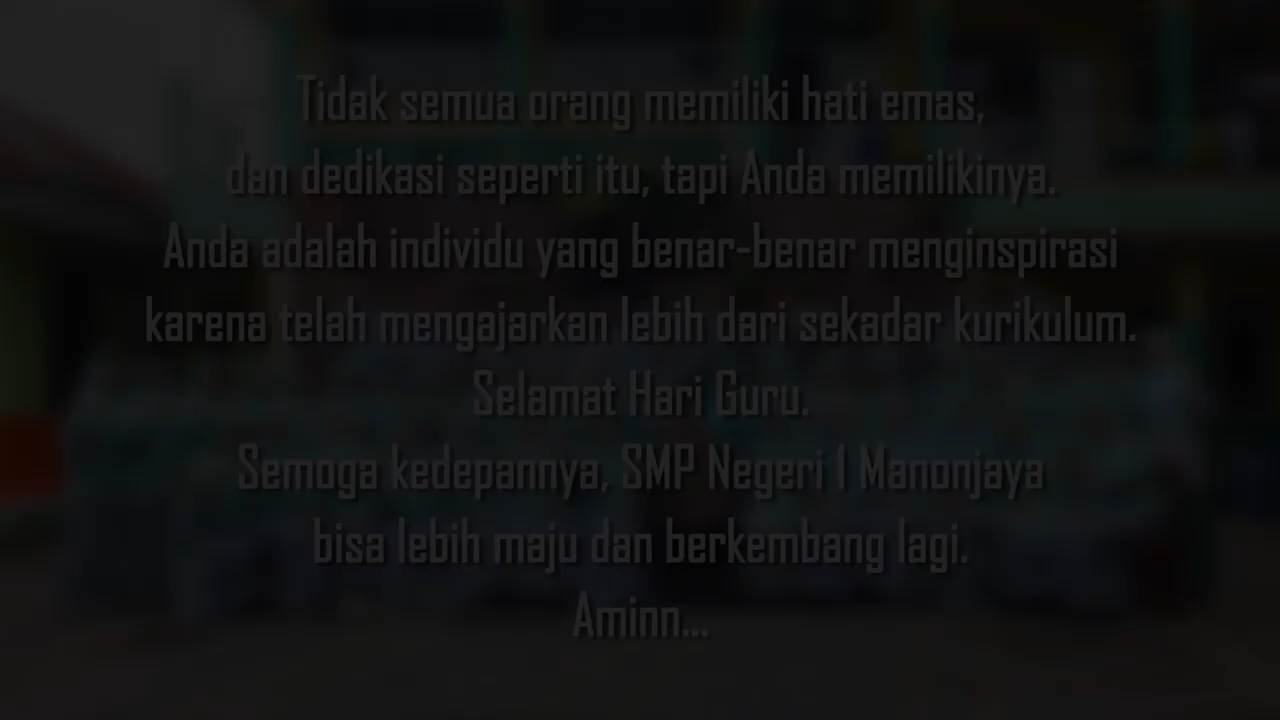 Tidak semua orang memiliki hati emas,
dan dedikasi seperti itu, tapi Anda memilikinya.
Anda adalah individu yang benar-benar menginspirasi
karena telah mengajarkan lebih dari sekadar kurikulum.
Selamat Hari Guru.
Semoga kedepannya, SMP Negeri 1 Manonjaya
bisa lebih maju dan berkembang lagi.
Aminn...